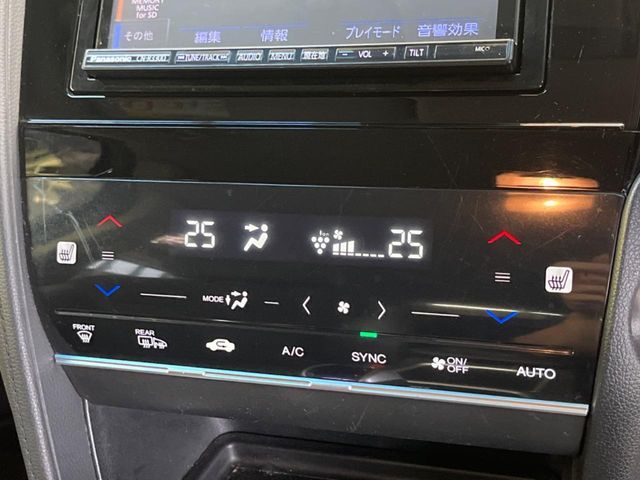 MEMORY
MUSIC
for SD
その他 編集 情報 プレイモード 音響効果
Panasonic TUNE/TRACK AUDIO MENU 現在地 − VOL + TILT MIC
25 25
MODE
FRONT REAR A/C SYNC ON/OFF AUTO